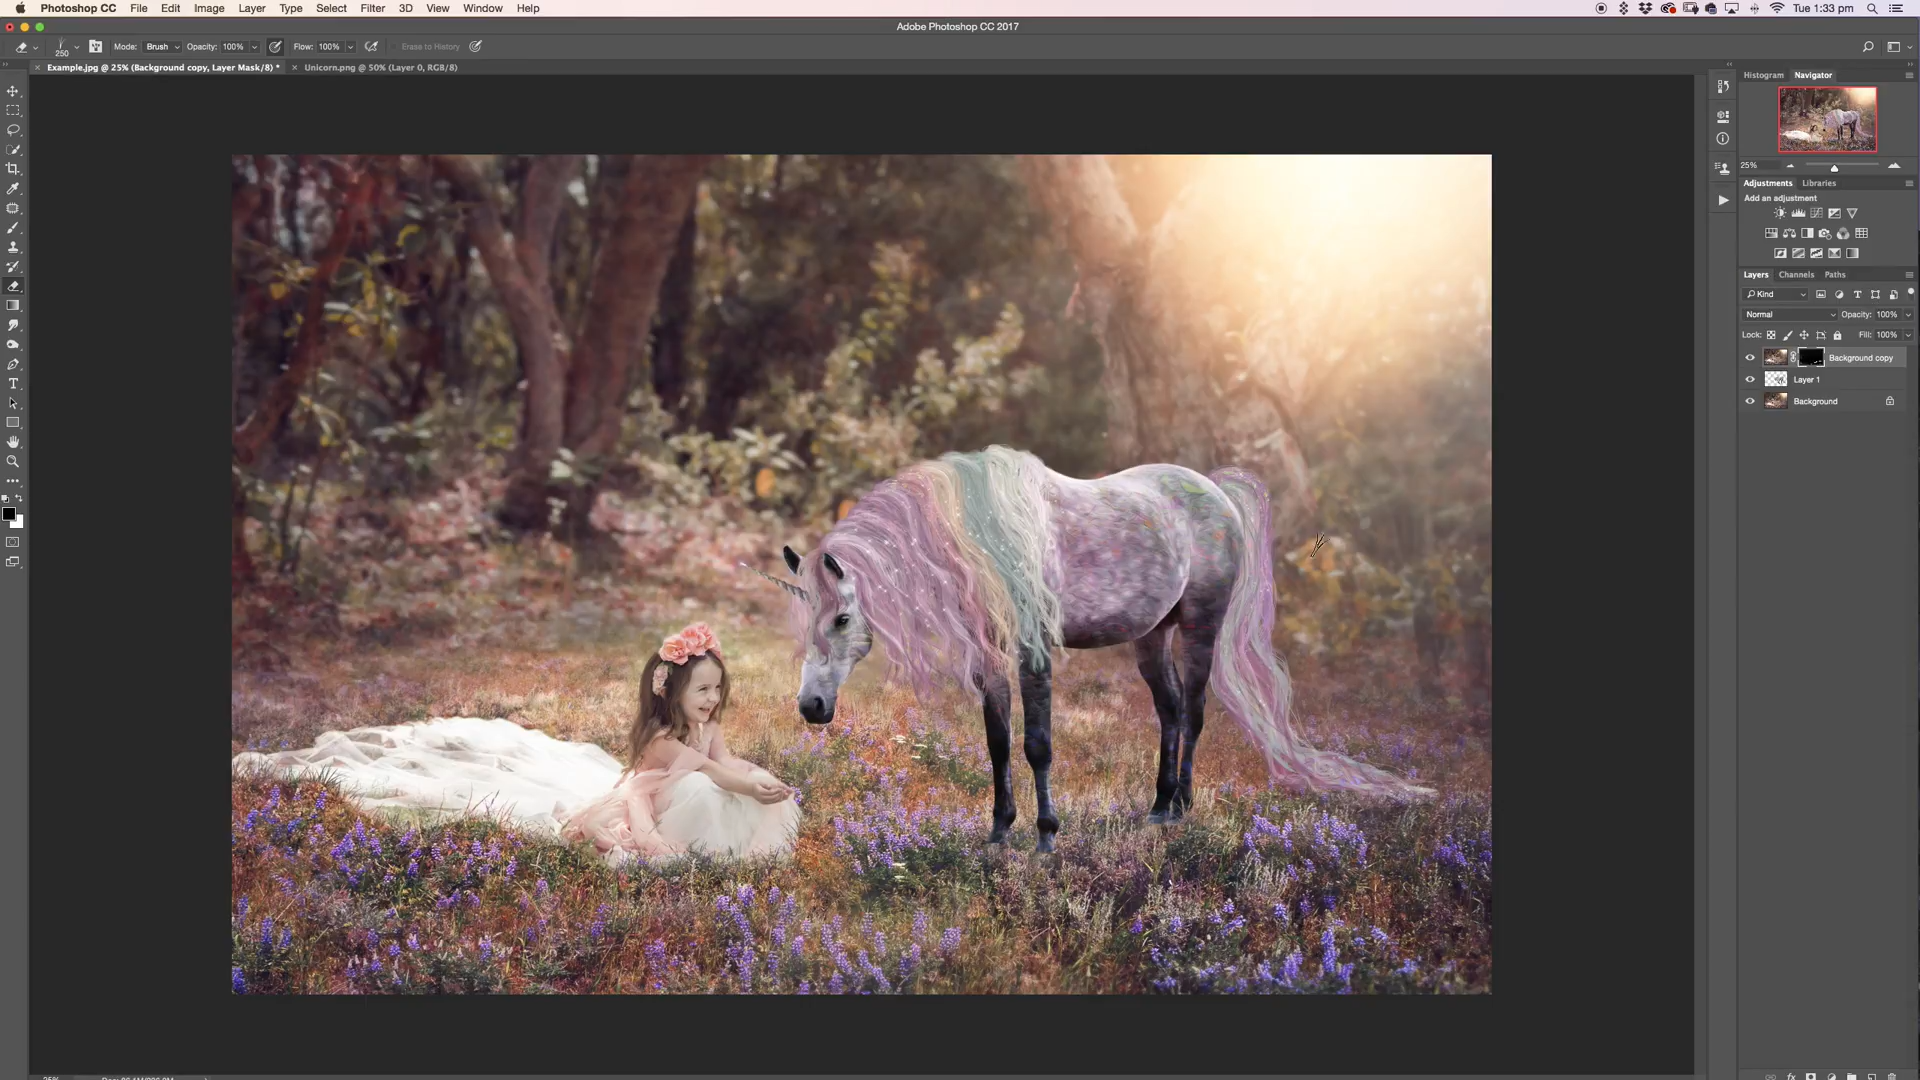 Photoshop CC File Edit Image Layer Type Select Filter 3D View Window Help Tue 1:33 pm
Adobe Photoshop CC 2017
250 Mode: Brush Opacity: 100% Flow: 100% Erase to History
Example.jpg @ 25% (Background copy, Layer Mask/8) * Unicorn.png @ 50% (Layer 0, RGB/8)
Histogram Navigator
25%
Adjustments Libraries
Add an adjustment
Layers Channels Paths
Kind
Normal Opacity: 100%
Lock: Fill: 100%
Background copy
Layer 1
Background